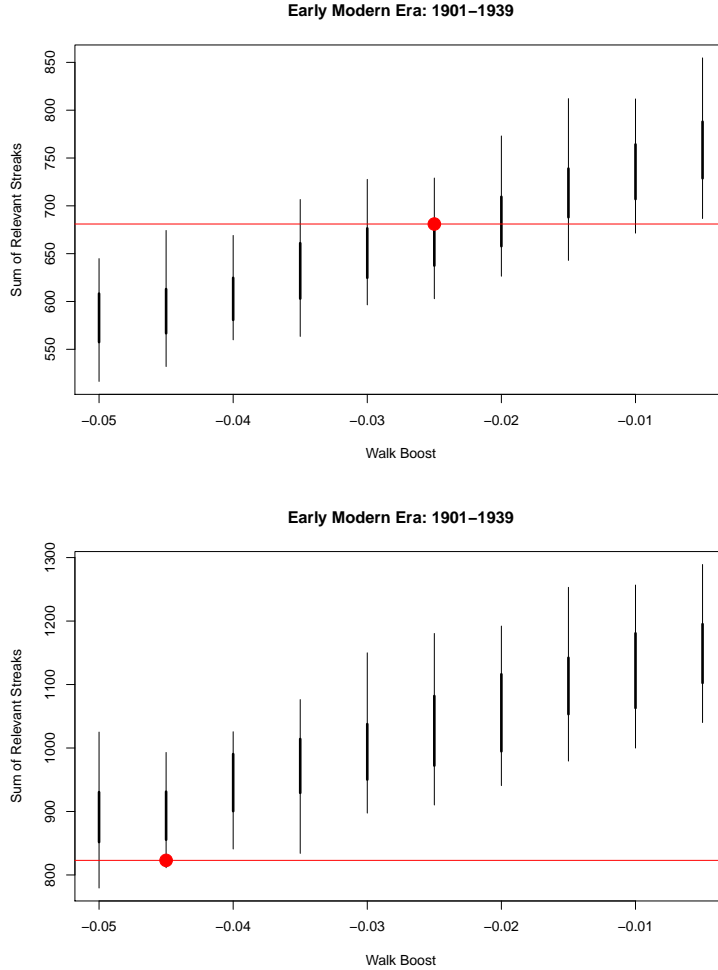 Early Modern Era: 1901−1939
850
800
750
700
650
600
550
Sum of Relevant Streaks
−0.05 −0.04 −0.03 −0.02 −0.01
Walk Boost
Early Modern Era: 1901−1939
1300
1200
1100
1000
900
800
Sum of Relevant Streaks
−0.05 −0.04 −0.03 −0.02 −0.01
Walk Boost